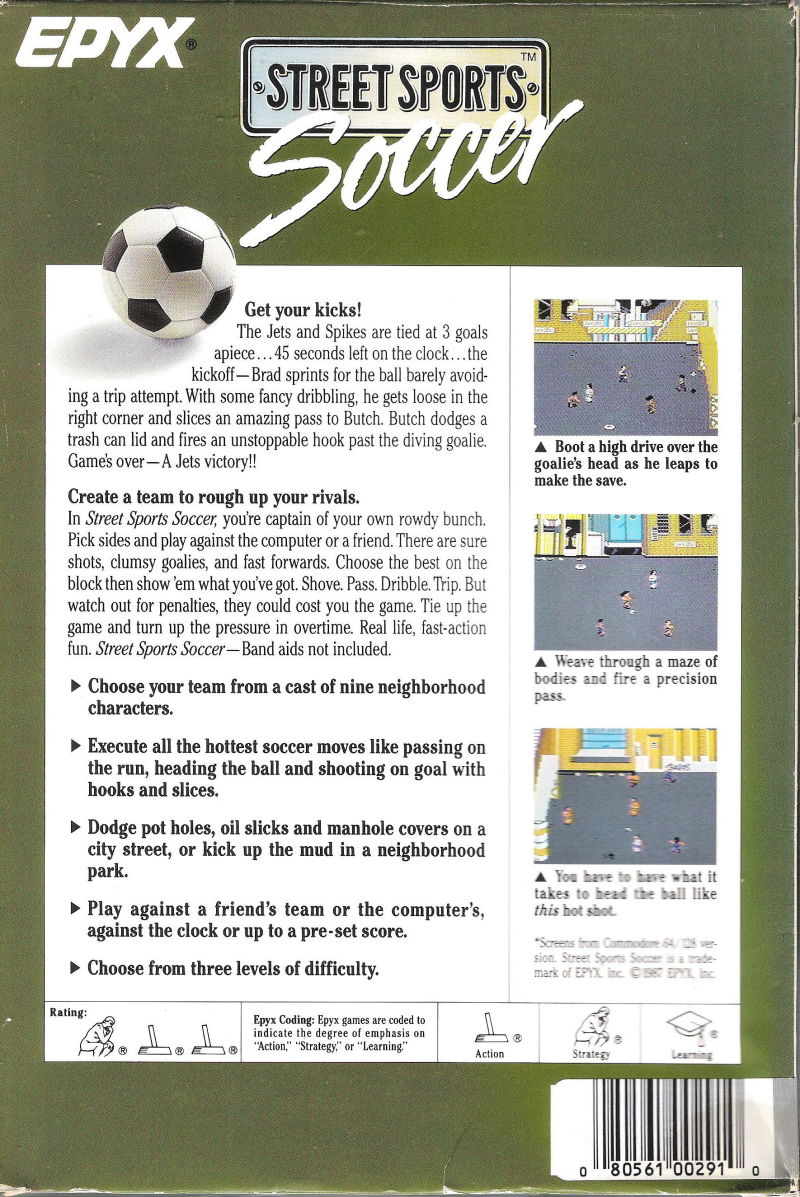 EPYX®
STREET SPORTS™
Soccer
Get your kicks!
The Jets and Spikes are tied at 3 goals
apiece...45 seconds left on the clock...the
kickoff—Brad sprints for the ball barely avoid-
ing a trip attempt. With some fancy dribbling, he gets loose in the
right corner and slices an amazing pass to Butch. Butch dodges a
trash can lid and fires an unstoppable hook past the diving goalie.
Game's over—A Jets victory!!
Create a team to rough up your rivals.
In Street Sports Soccer, you're captain of your own rowdy bunch.
Pick sides and play against the computer or a friend. There are sure
shots, clumsy goalies, and fast forwards. Choose the best on the
block then show 'em what you've got. Shove. Pass. Dribble. Trip. But
watch out for penalties, they could cost you the game. Tie up the
game and turn up the pressure in overtime. Real life, fast-action
fun. Street Sports Soccer—Band aids not included.
▶ Choose your team from a cast of nine neighborhood
characters.
▶ Execute all the hottest soccer moves like passing on
the run, heading the ball and shooting on goal with
hooks and slices.
▶ Dodge pot holes, oil slicks and manhole covers on a
city street, or kick up the mud in a neighborhood
park.
▶ Play against a friend's team or the computer's,
against the clock or up to a pre-set score.
▶ Choose from three levels of difficulty.
▲ Boot a high drive over the
goalie's head as he leaps to
make the save.
▲ Weave through a maze of
bodies and fire a precision
pass.
▲ You have to have what it
takes to head the ball like
this hot shot.
*Screens from Commodore 64/128 ver-
sion. Street Sports Soccer is a trade-
mark of EPYX, Inc. ©1987 EPYX, Inc.
Rating:
® ® ®
Epyx Coding: Epyx games are coded to
indicate the degree of emphasis on
"Action," "Strategy," or "Learning."
®
Action
®
Strategy
®
Learning
0 80561 00291 0